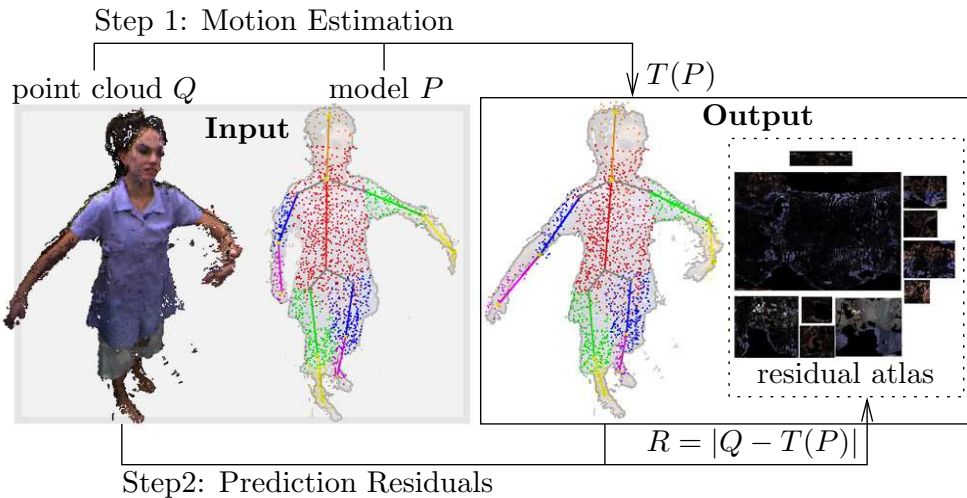 Step 1: Motion Estimation
point cloud Q
model P
T(P)
Input
Output
residual atlas
R = |Q − T(P)|
Step2: Prediction Residuals